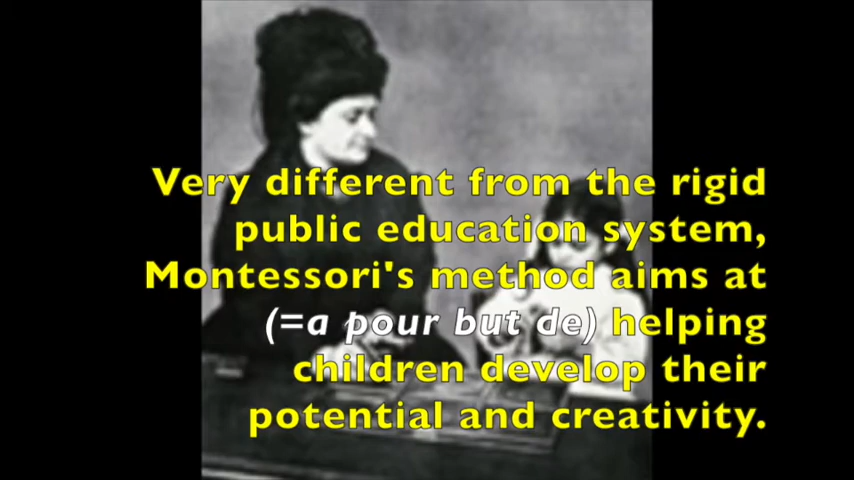 Very different from the rigid
public education system,
Montessori's method aims at
(=a pour but de) helping
children develop their
potential and creativity.